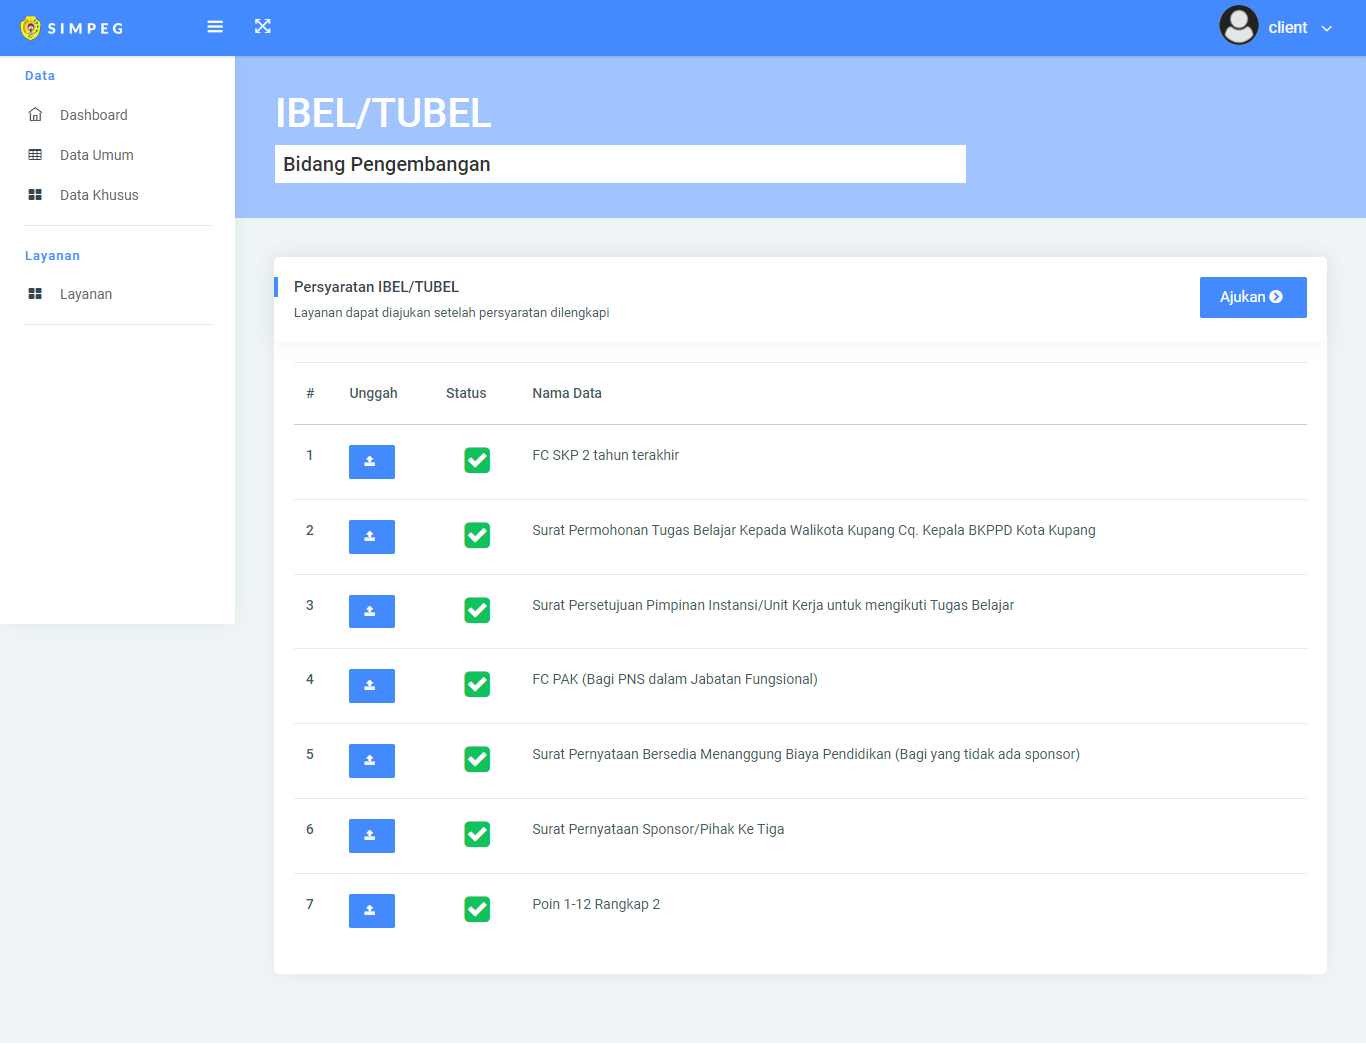 SIMPEG
client
Data
Dashboard
Data Umum
Data Khusus
Layanan
Layanan
IBEL/TUBEL
Bidang Pengembangan
Persyaratan IBEL/TUBEL
Layanan dapat diajukan setelah persyaratan dilengkapi
Ajukan
# Unggah Status Nama Data
1 FC SKP 2 tahun terakhir
2 Surat Permohonan Tugas Belajar Kepada Walikota Kupang Cq. Kepala BKPPD Kota Kupang
3 Surat Persetujuan Pimpinan Instansi/Unit Kerja untuk mengikuti Tugas Belajar
4 FC PAK (Bagi PNS dalam Jabatan Fungsional)
5 Surat Pernyataan Bersedia Menanggung Biaya Pendidikan (Bagi yang tidak ada sponsor)
6 Surat Pernyataan Sponsor/Pihak Ke Tiga
7 Poin 1-12 Rangkap 2